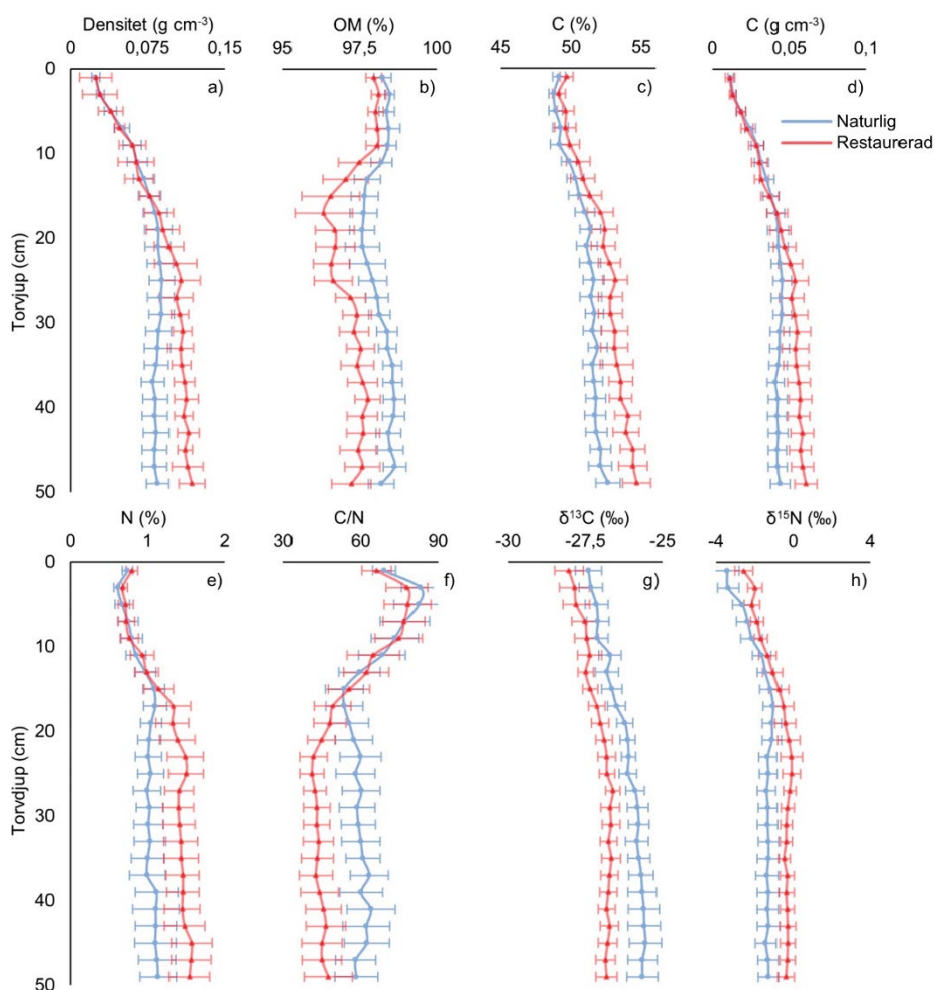 Densitet (g cm⁻³) OM (%) C (%) C (g cm⁻³)
0 0,075 0,15 95 97,5 100 45 50 55 0 0,05 0,1
0
a) b) c) d)
Naturlig
Restaurerad
10
20
Torvjup (cm)
30
40
50
N (%) C/N δ¹³C (‰) δ¹⁵N (‰)
0 1 2 30 60 90 -30 -27,5 -25 -4 0 4
0
e) f) g) h)
10
20
Torvdjup (cm)
30
40
50